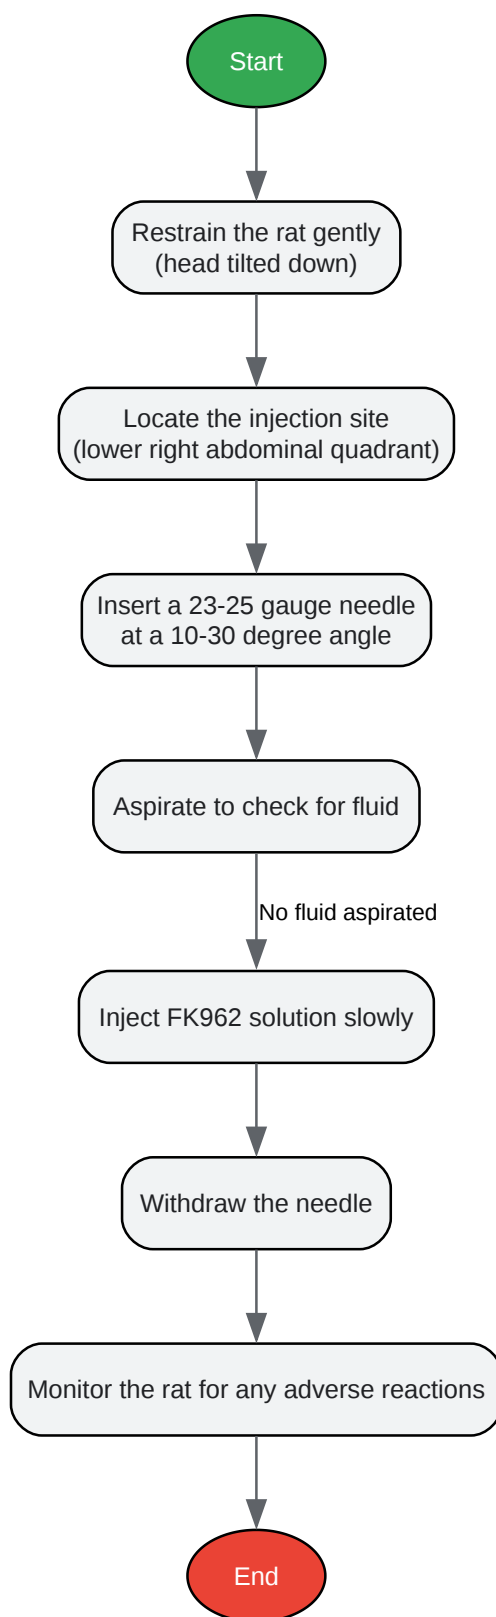 Start
Restrain the rat gently
(head tilted down)
Locate the injection site
(lower right abdominal quadrant)
Insert a 23-25 gauge needle
at a 10-30 degree angle
Aspirate to check for fluid
No fluid aspirated
Inject FK962 solution slowly
Withdraw the needle
Monitor the rat for any adverse reactions
End